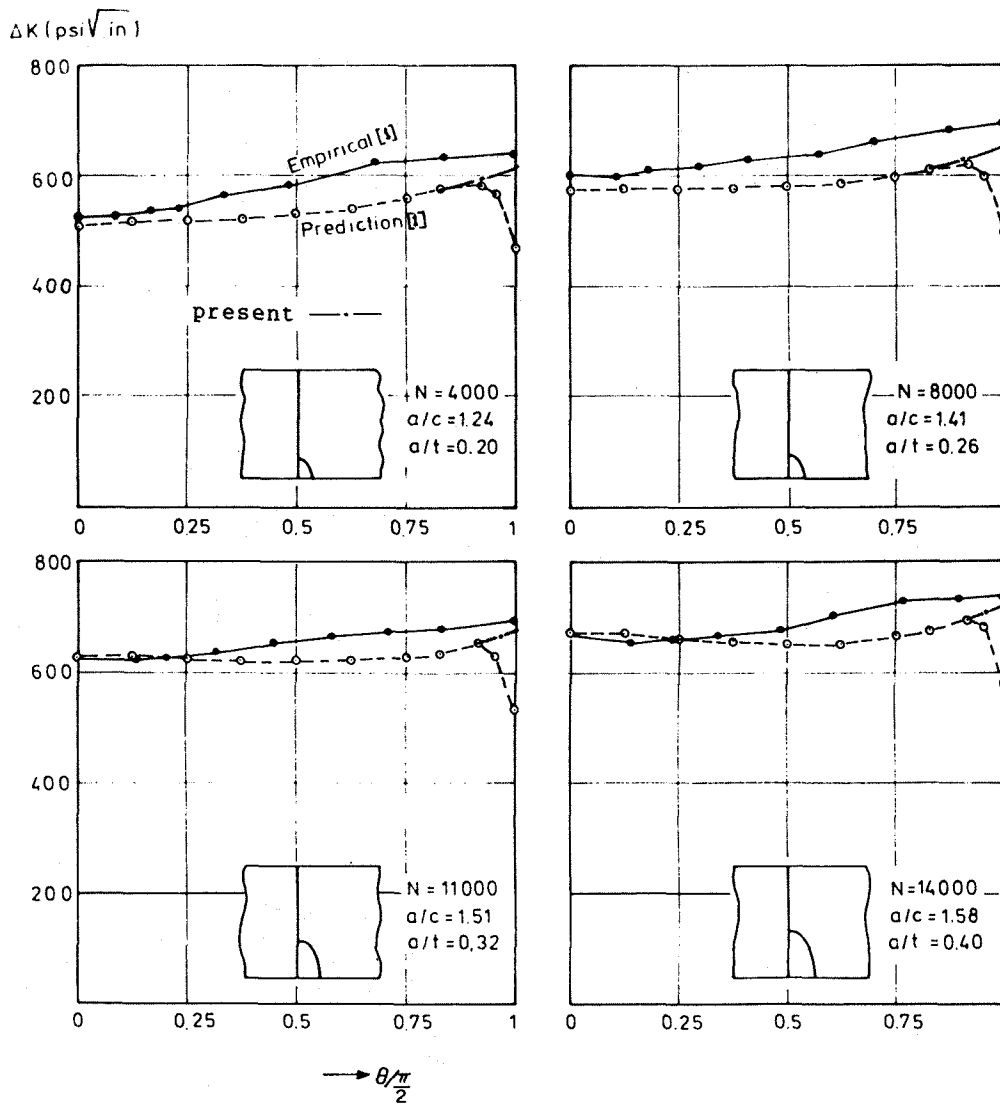 ΔK (psi√in)
800
600
400
200
Empirical [1]
Prediction [1]
present
N = 4000
a/c = 1.24
a/t = 0.20
0 0.25 0.5 0.75 1
N = 8000
a/c = 1.41
a/t = 0.26
0 0.25 0.5 0.75
800
600
400
200
N = 11000
a/c = 1.51
a/t = 0,32
0 0.25 0.5 0.75 1
N = 14000
a/c = 1.58
a/t = 0.40
0 0.25 0.5 0.75
→ θ/π/2